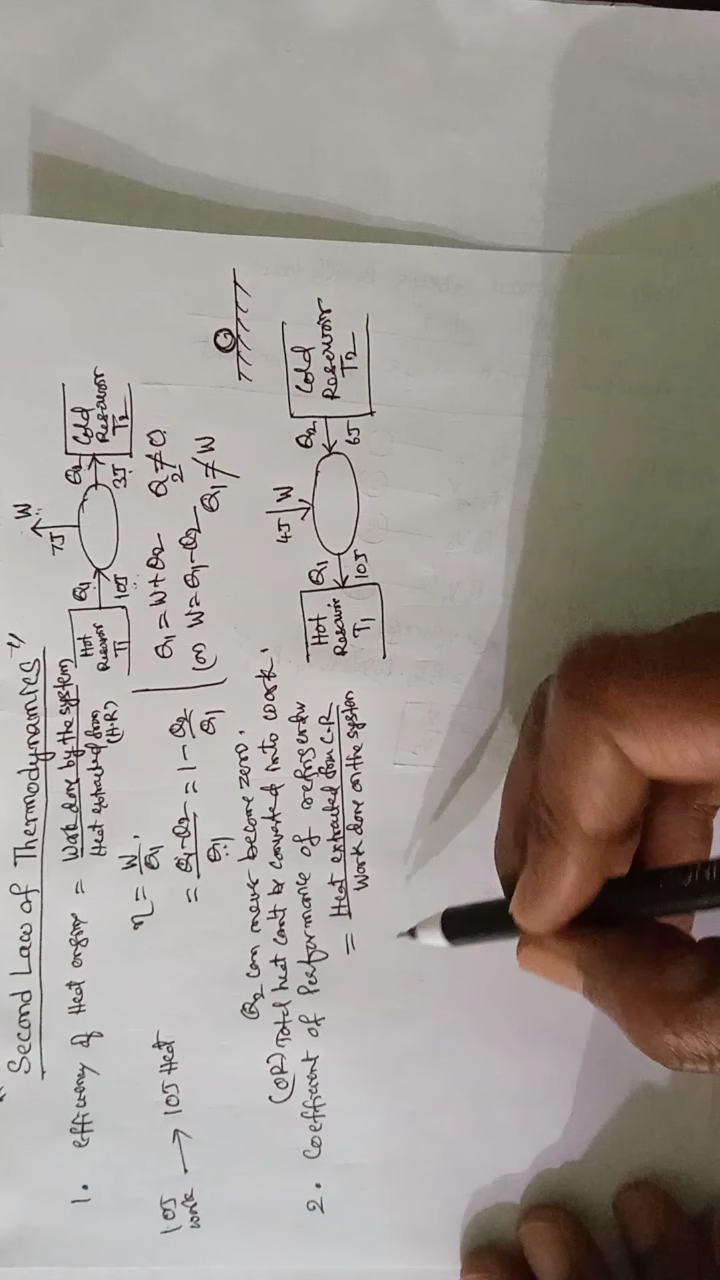 "Second Law of Thermodynamics"
1. efficiency of Heat engine = Work done by the system
Heat extracted from
(H.R)
Hot
Reservoir
T1
Q1
10J
7J
W
Q2
3J
Cold
Reservoir
T2
η = W
Q1
= Q1-Q2 = 1 - Q2
Q1 Q1
Q1 = W + Q2
(or) W = Q1-Q2
Q2 ≠ 0
Q1 ≠ W
10J → 10J Heat
work
Q2 can never become zero.
(OR) Total heat can't be converted into work.
2. Coefficient of Performance of refrigerator
= Heat extracted from C.R
Work done on the system
Hot
Reservoir
T1
Q1
10J
4J
W
Q2
6J
Cold
Reservoir
T2